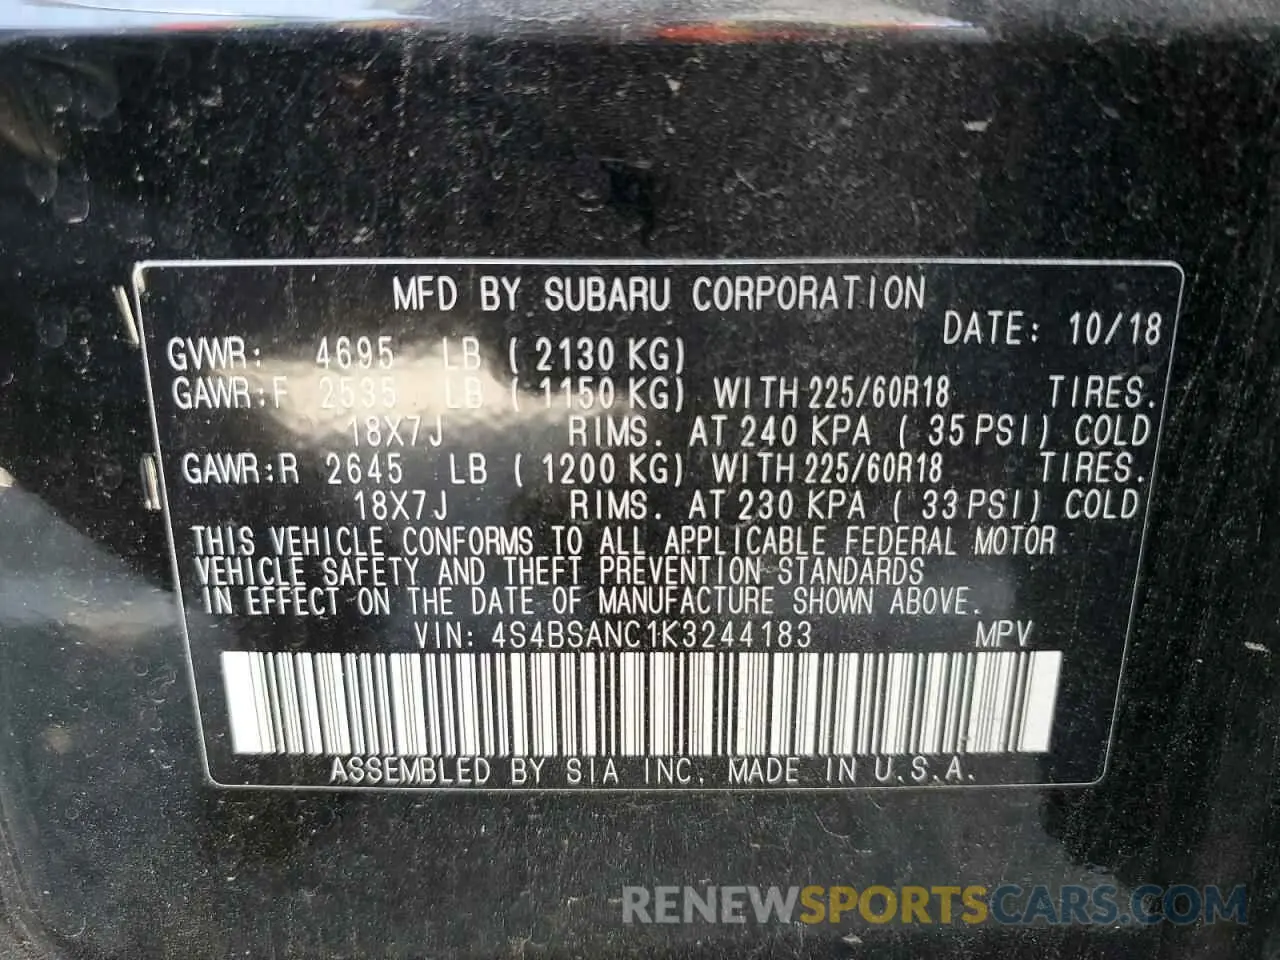 MFD BY SUBARU CORPORATION
DATE: 10/18
GVWR: 4695 LB ( 2130 KG)
GAWR:F 2535 LB ( 1150 KG) WITH 225/60R18 TIRES.
18X7J RIMS. AT 240 KPA ( 35 PSI) COLD
GAWR:R 2645 LB ( 1200 KG) WITH 225/60R18 TIRES.
18X7J RIMS. AT 230 KPA ( 33 PSI) COLD
THIS VEHICLE CONFORMS TO ALL APPLICABLE FEDERAL MOTOR
VEHICLE SAFETY AND THEFT PREVENTION STANDARDS
IN EFFECT ON THE DATE OF MANUFACTURE SHOWN ABOVE.
VIN: 4S4BSANC1K3244183 MPV
ASSEMBLED BY SIA INC. MADE IN U.S.A.
RENEWSPORTSCARS.COM